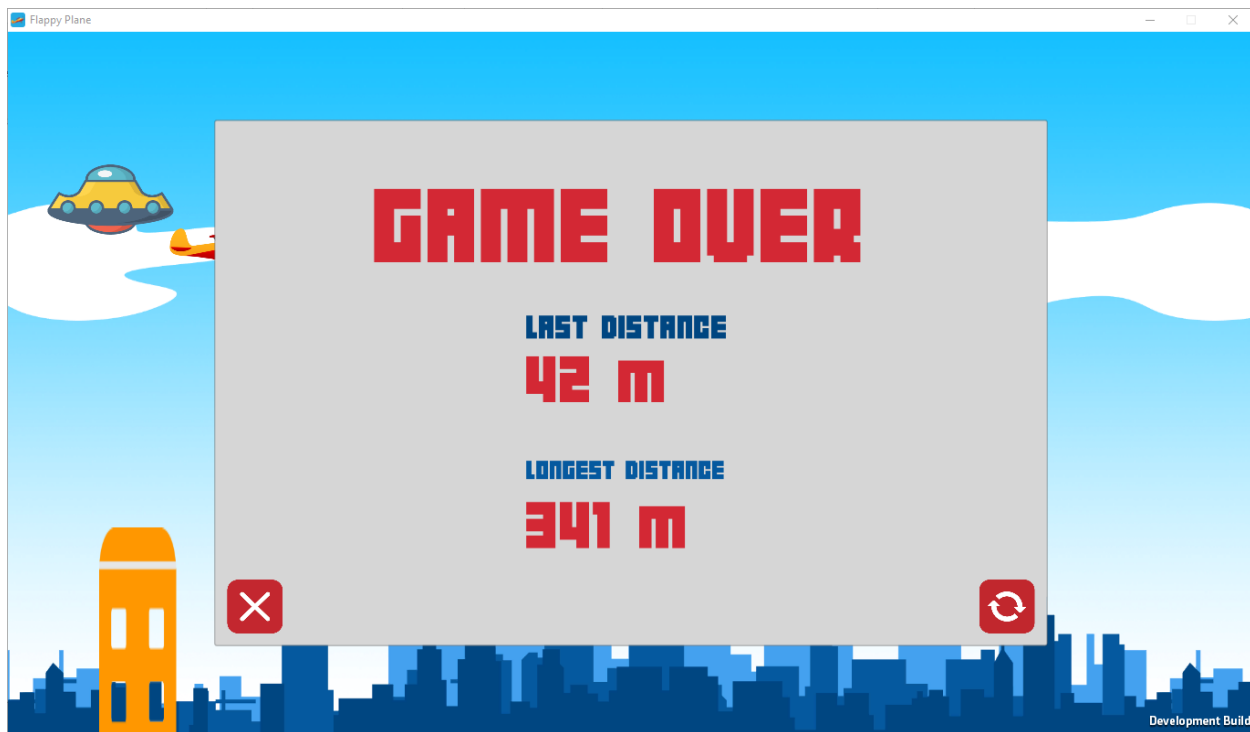 Flappy Plane
GAME OVER
LAST DISTANCE
42 m
LONGEST DISTANCE
341 m
Development Build